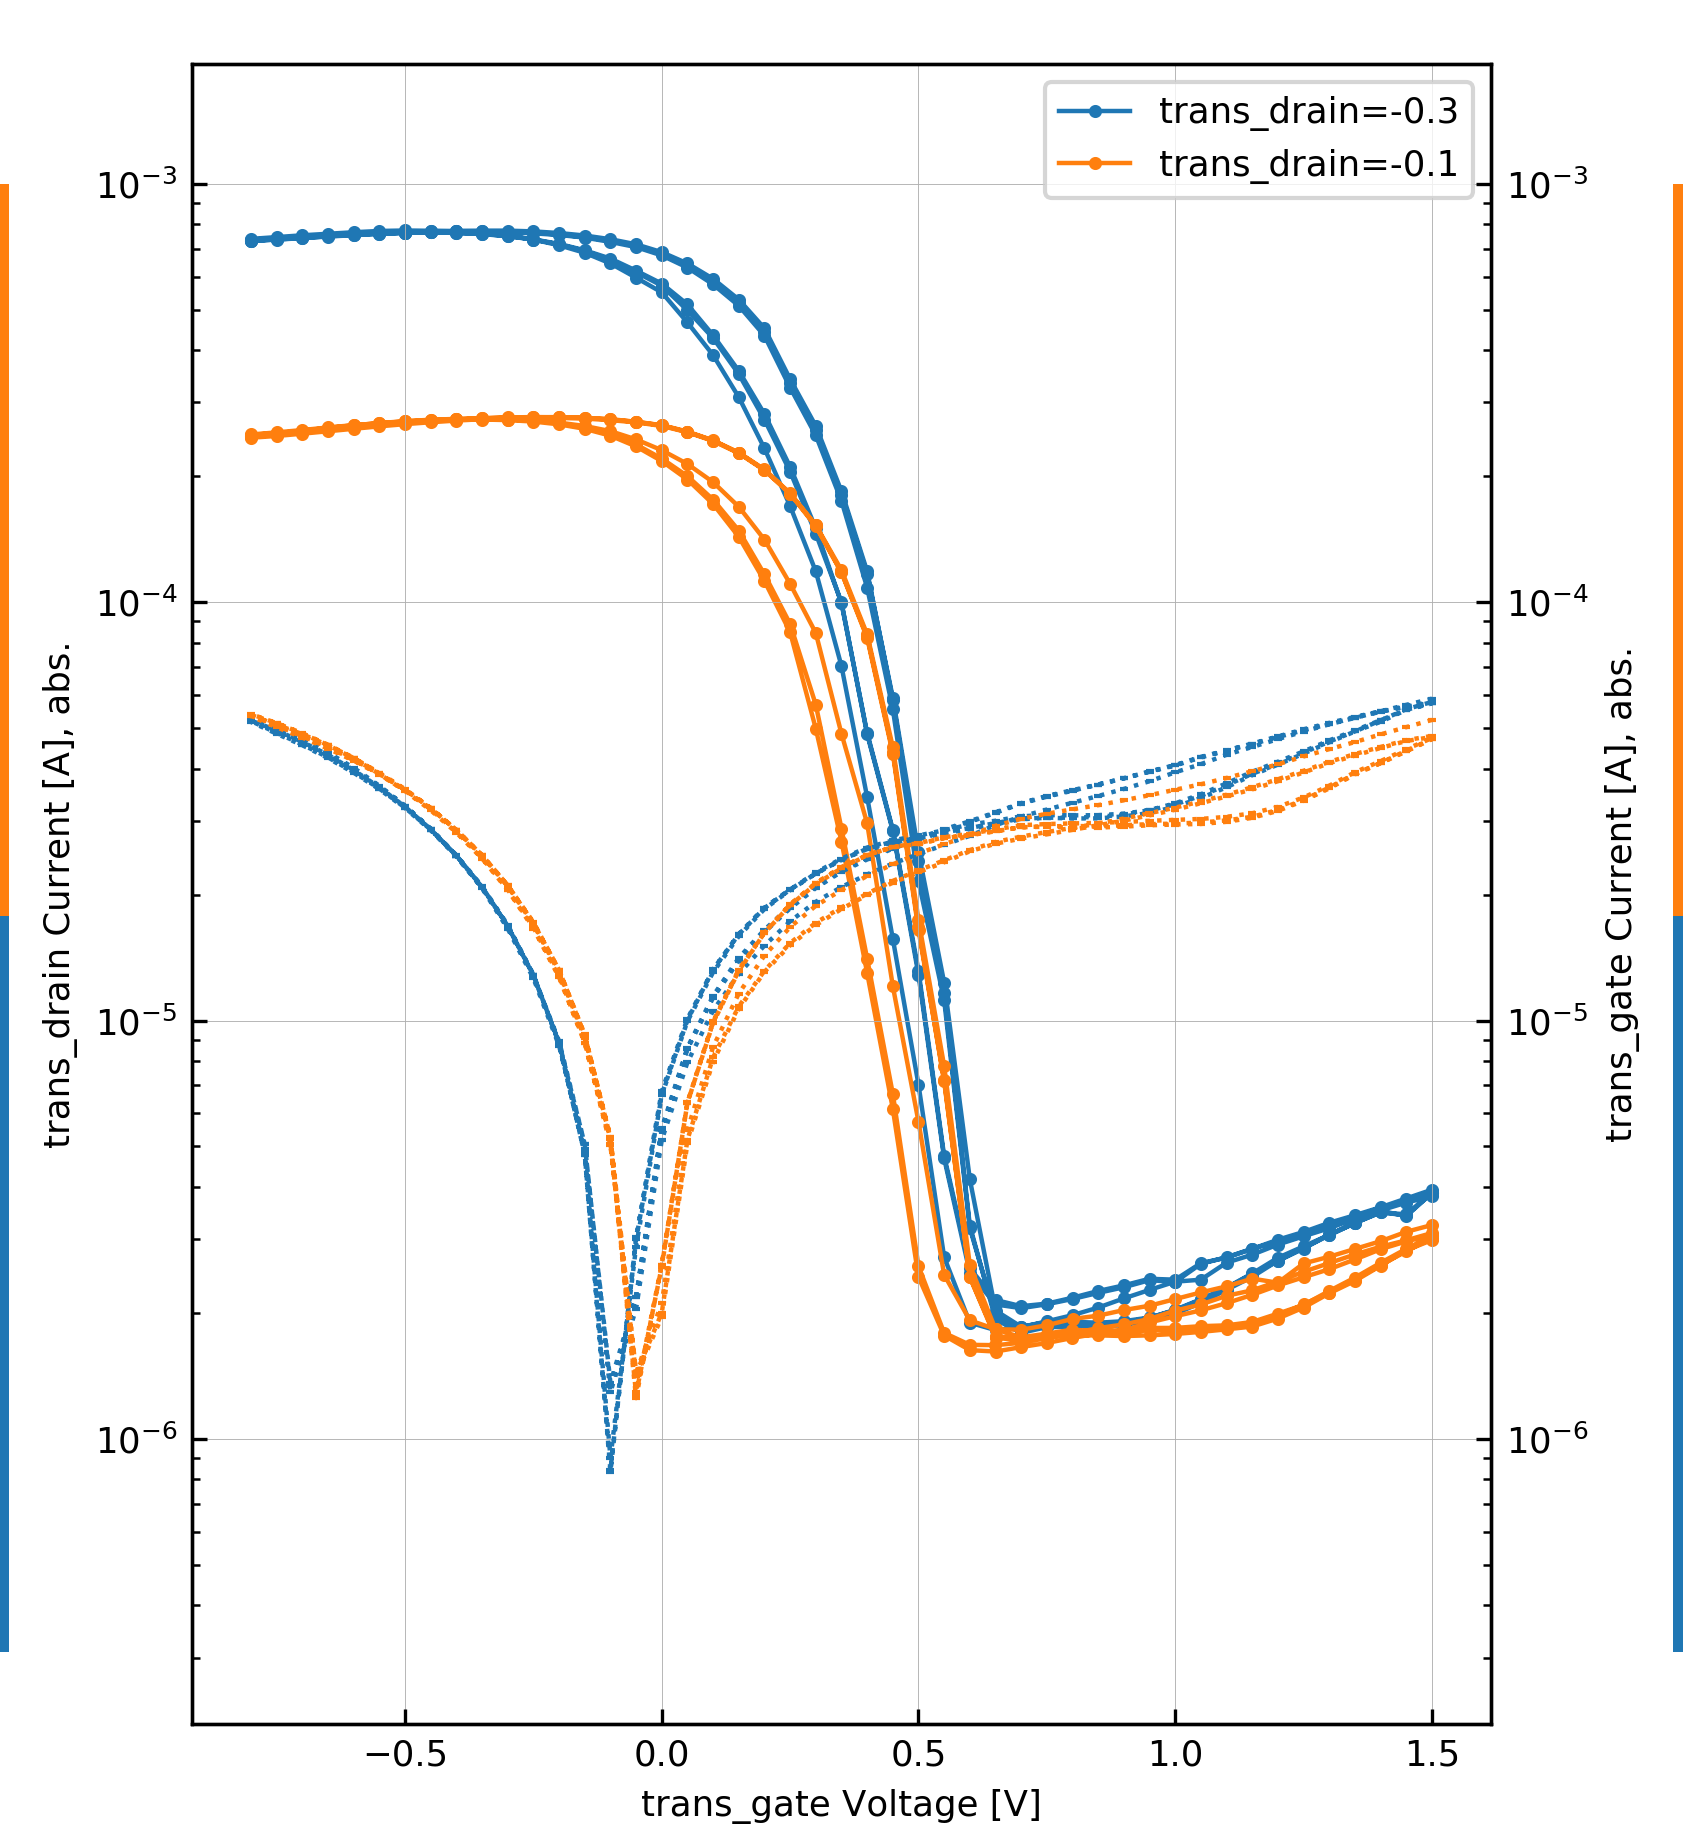 trans_drain=-0.3
trans_drain=-0.1
10⁻³
10⁻⁴
10⁻⁵
10⁻⁶
trans_drain Current [A], abs.
10⁻³
10⁻⁴
10⁻⁵
10⁻⁶
trans_gate Current [A], abs.
−0.5 0.0 0.5 1.0 1.5
trans_gate Voltage [V]